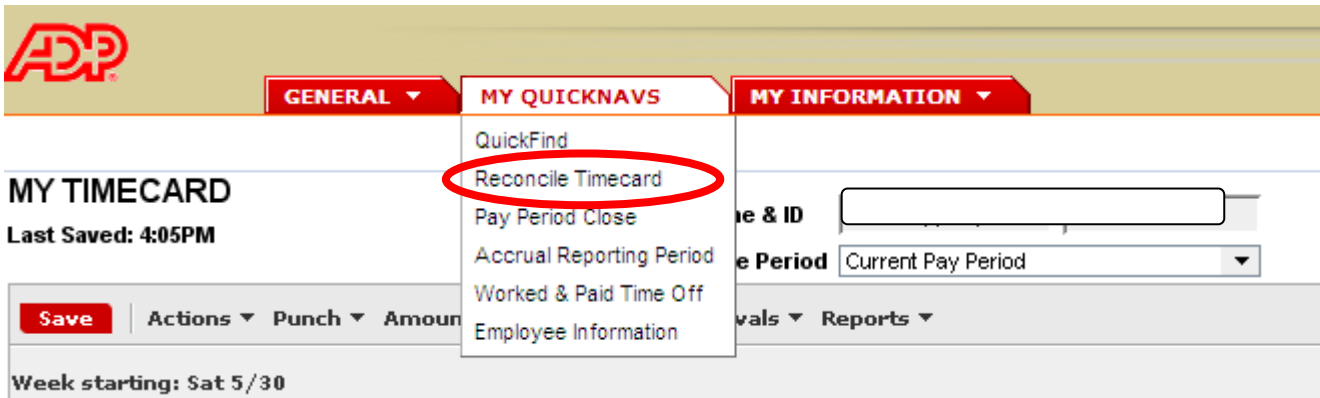 ADP
GENERAL MY QUICKNAVS MY INFORMATION
QuickFind
Reconcile Timecard
Pay Period Close
Accrual Reporting Period
Worked & Paid Time Off
Employee Information
MY TIMECARD
Last Saved: 4:05PM
& ID
Period Current Pay Period
Save Actions Punch Amoun vals Reports
Week starting: Sat 5/30